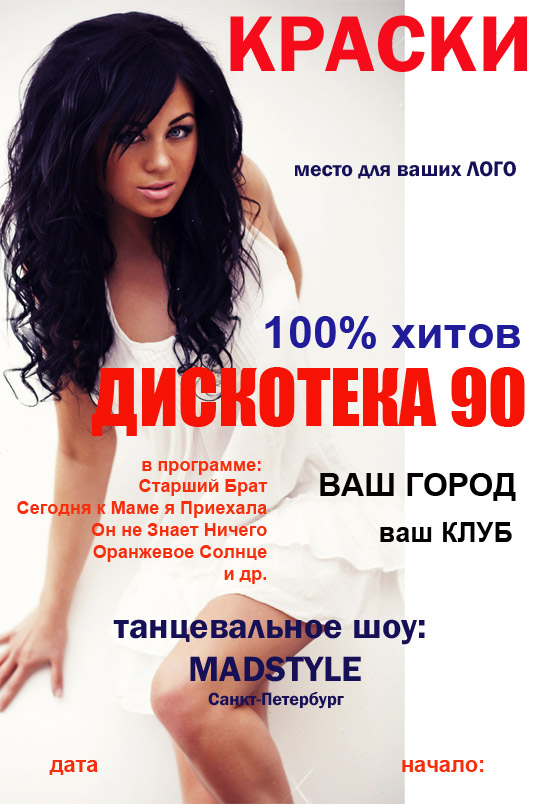 КРАСКИ
место для ваших ЛОГО
100% хитов
ДИСКОТЕКА 90
в программе:
Старший Брат
Сегодня к Маме я Приехала
Он не Знает Ничего
Оранжевое Солнце
и др.
ВАШ ГОРОД
ваш КЛУБ
танцевальное шоу:
MADSTYLE
Санкт-Петербург
дата
начало: